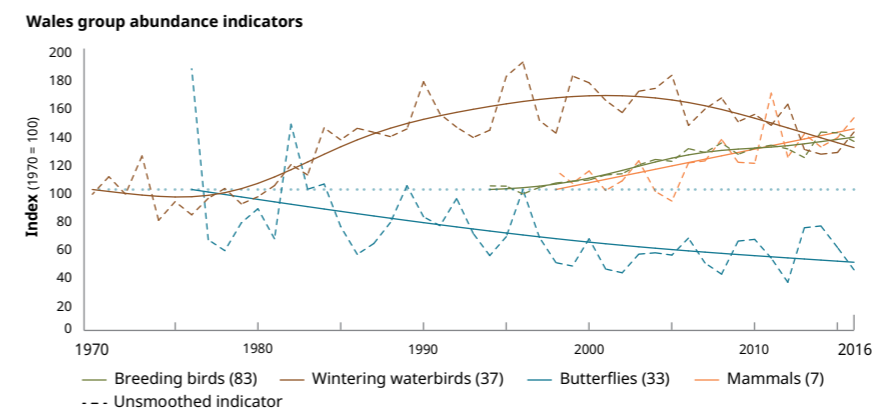 Wales group abundance indicators
200
180
160
140
120
100
80
60
40
20
0
Index (1970 = 100)
1970 1980 1990 2000 2010 2016
Breeding birds (83) Wintering waterbirds (37) Butterflies (33) Mammals (7)
Unsmoothed indicator